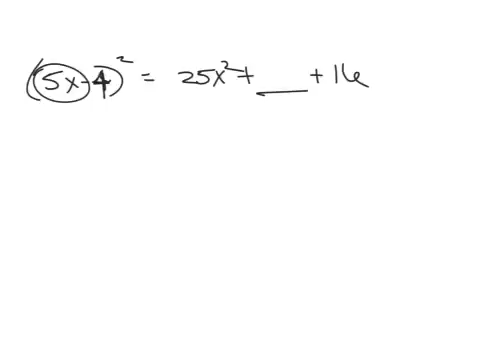 (5x-4)² = 25x² + ___ + 16